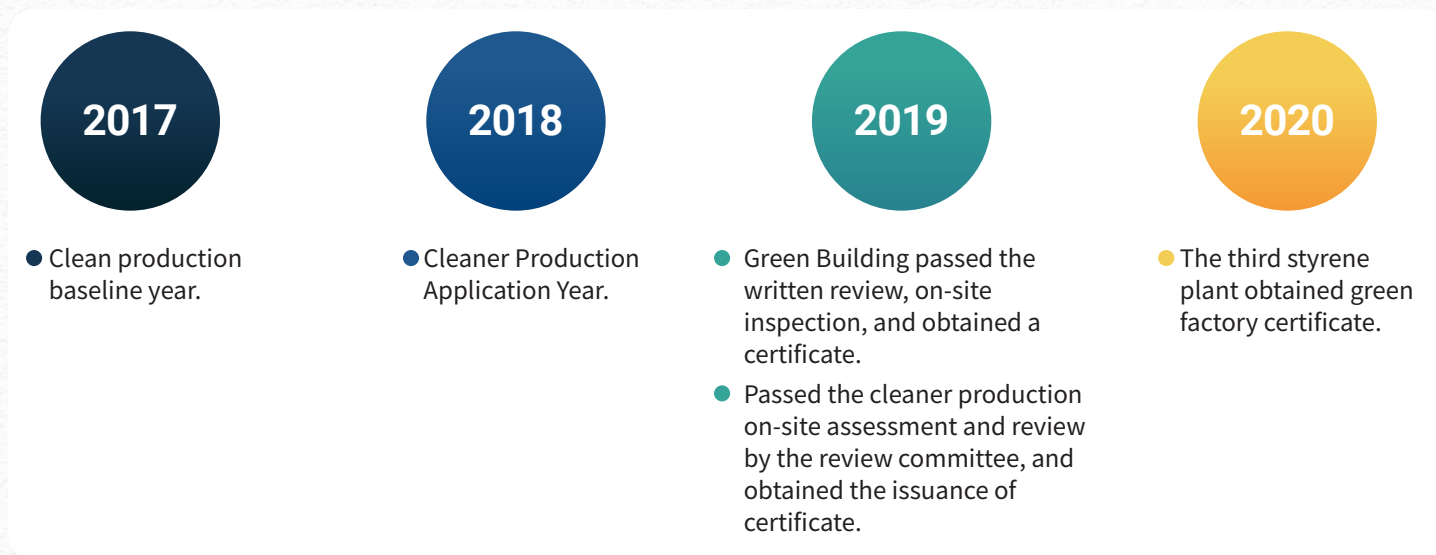 2017
Clean production
baseline year.
2018
Cleaner Production
Application Year.
2019
Green Building passed the
written review, on-site
inspection, and obtained a
certificate.
Passed the cleaner production
on-site assessment and review
by the review committee, and
obtained the issuance of
certificate.
2020
The third styrene
plant obtained green
factory certificate.